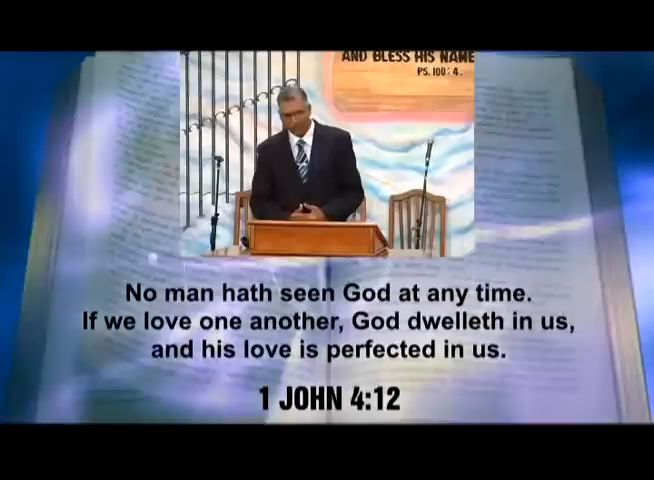 AND BLESS HIS NAME
PS. 100:4.
No man hath seen God at any time.
If we love one another, God dwelleth in us,
and his love is perfected in us.
1 JOHN 4:12